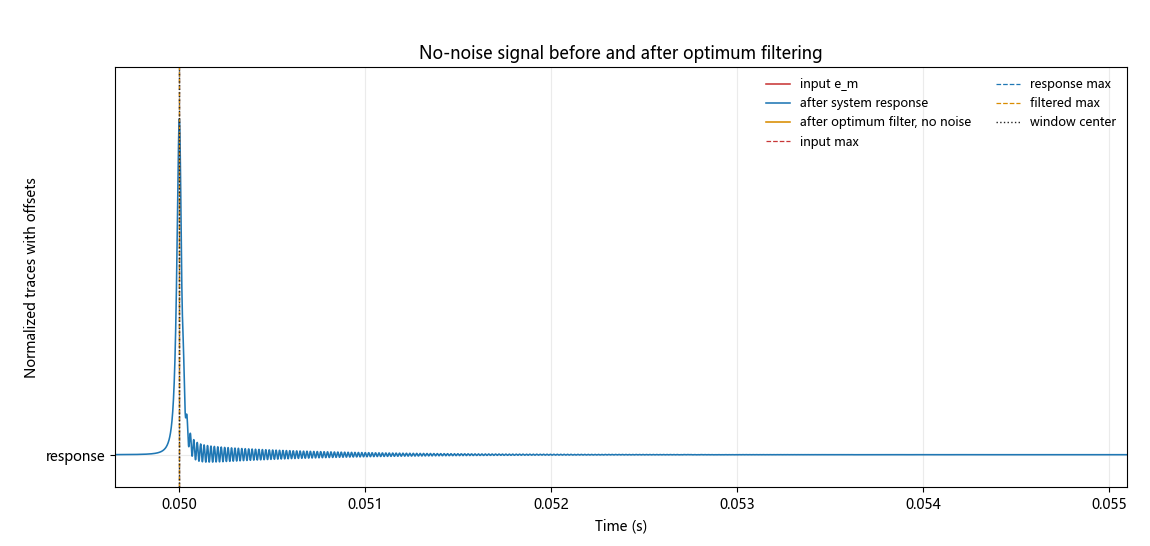 No-noise signal before and after optimum filtering
input e_m
after system response
after optimum filter, no noise
input max
response max
filtered max
window center
Normalized traces with offsets
response
0.050
0.051
0.052
0.053
0.054
0.055
Time (s)